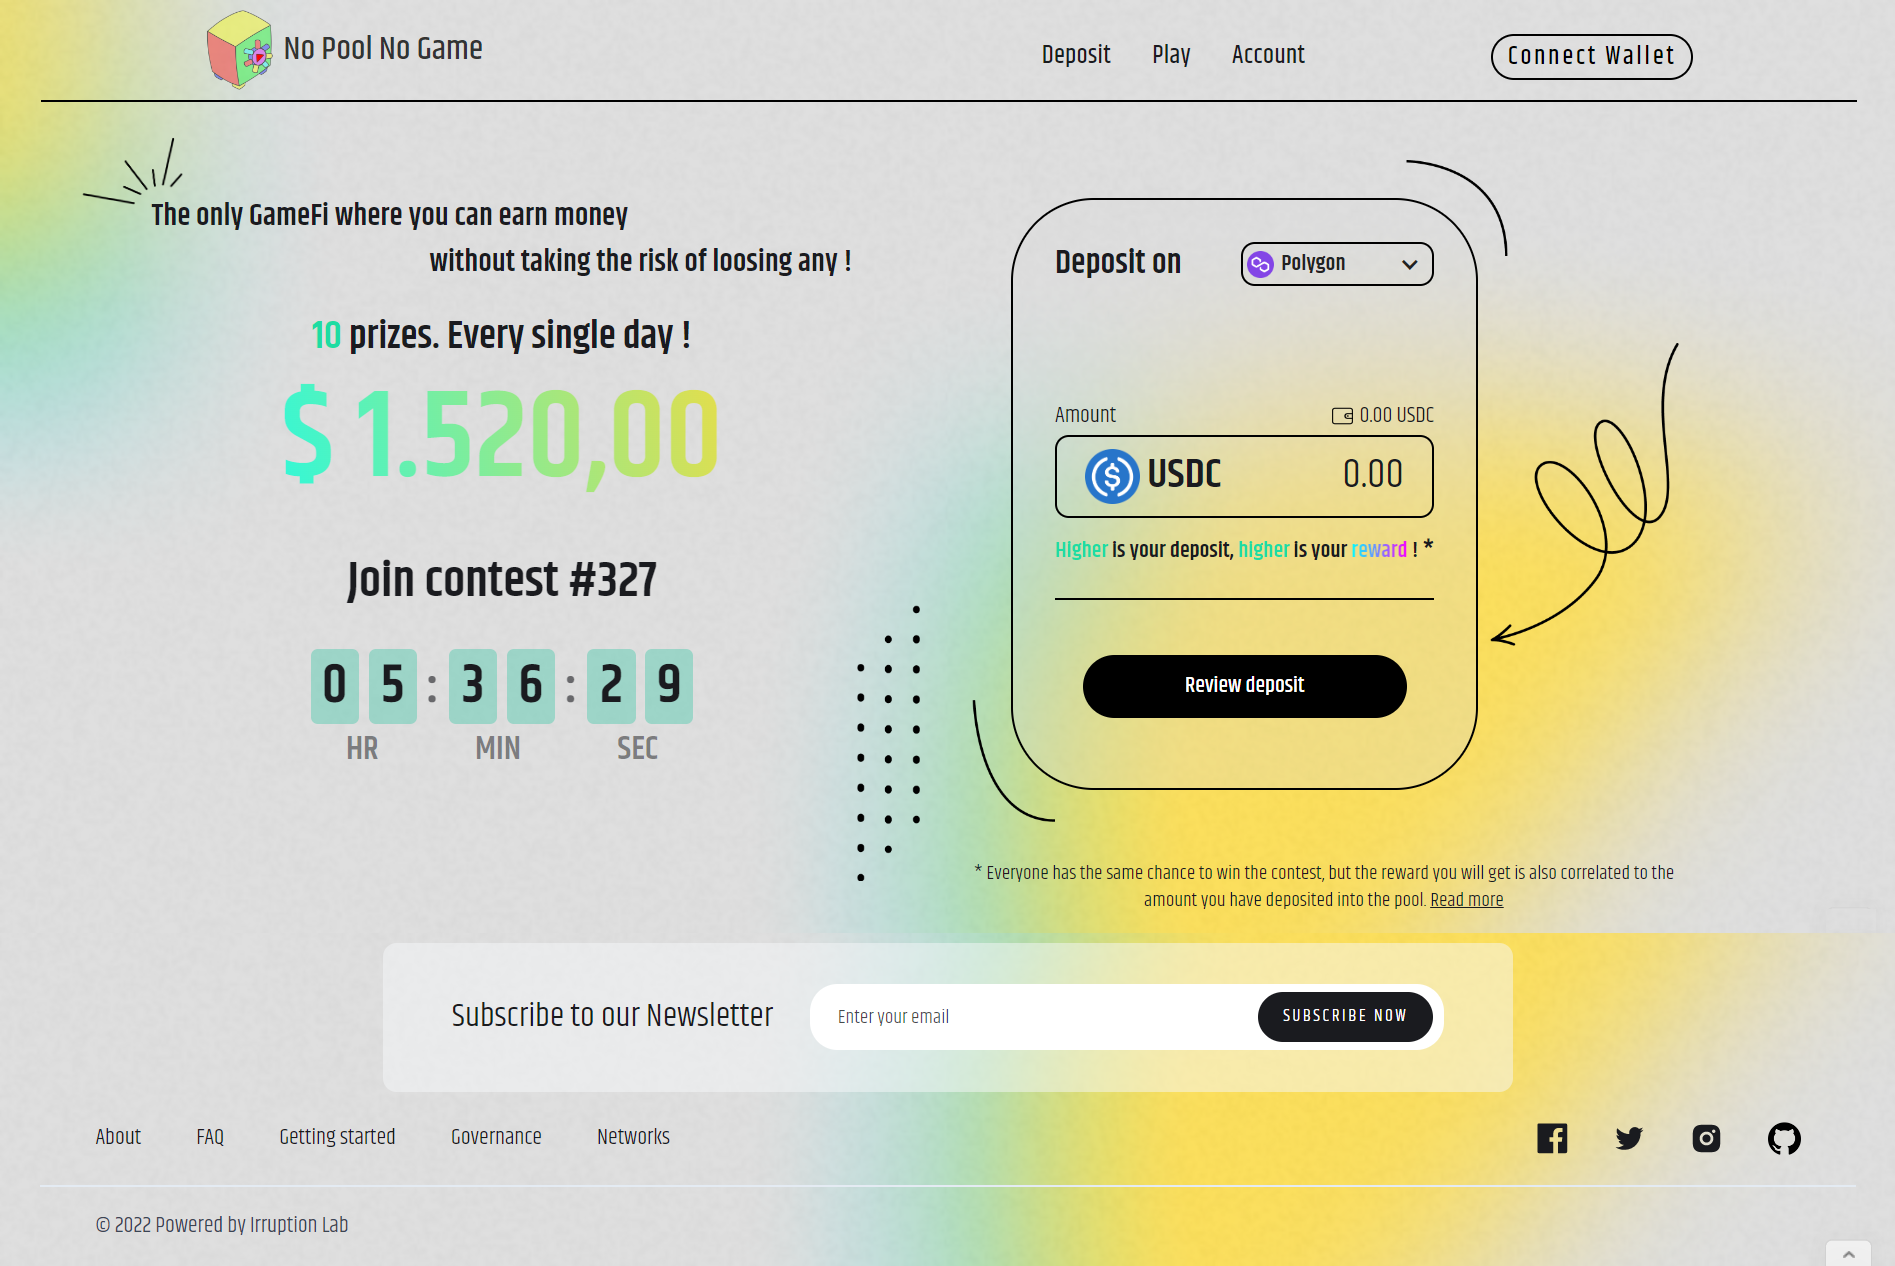 No Pool No Game
Deposit Play Account
Connect Wallet
The only GameFi where you can earn money
without taking the risk of loosing any !
10 prizes. Every single day !
$ 1.520,00
Join contest #327
0 5 : 3 6 : 2 9
HR MIN SEC
Deposit on
Polygon
Amount
0.00 USDC
USDC 0.00
Higher is your deposit, higher is your reward ! *
Review deposit
* Everyone has the same chance to win the contest, but the reward you will get is also correlated to the
amount you have deposited into the pool. Read more
Subscribe to our Newsletter
Enter your email
SUBSCRIBE NOW
About FAQ Getting started Governance Networks
© 2022 Powered by Irruption Lab